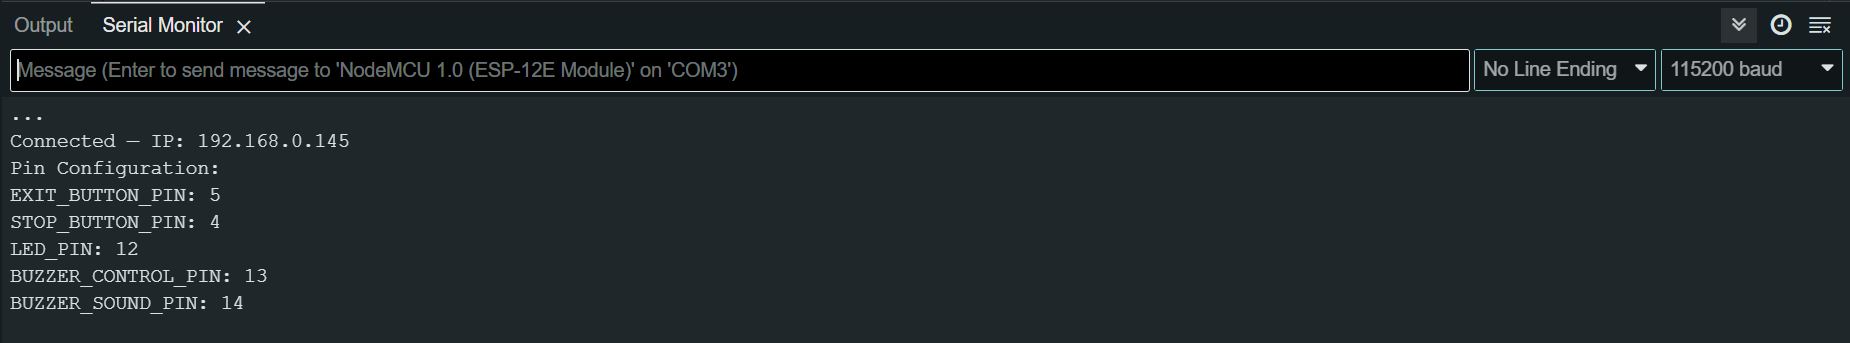 Output Serial Monitor
Message (Enter to send message to 'NodeMCU 1.0 (ESP-12E Module)' on 'COM3') No Line Ending 115200 baud
...
Connected — IP: 192.168.0.145
Pin Configuration:
EXIT_BUTTON_PIN: 5
STOP_BUTTON_PIN: 4
LED_PIN: 12
BUZZER_CONTROL_PIN: 13
BUZZER_SOUND_PIN: 14